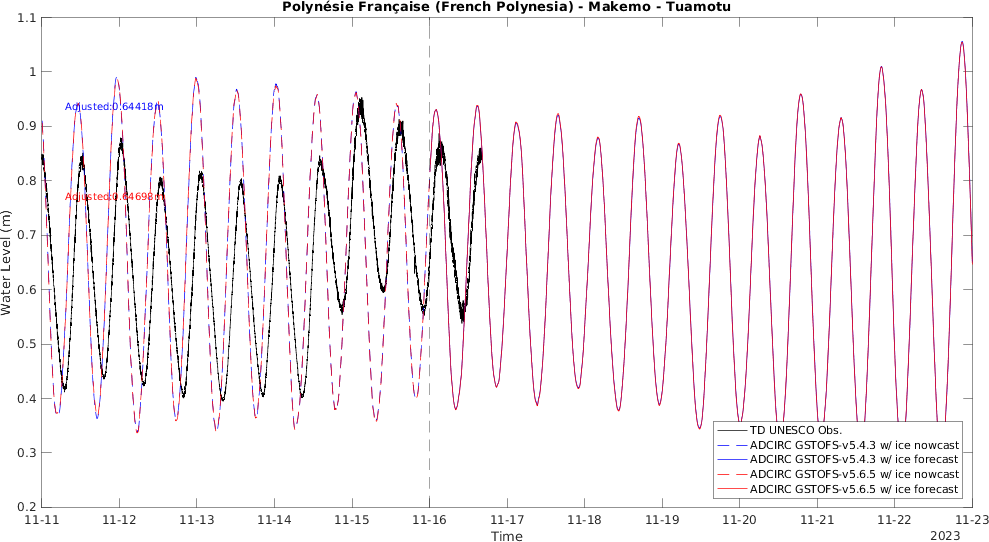 Polynésie Française (French Polynesia) - Makemo - Tuamotu
1.1
1
0.9
0.8
0.7
0.6
0.5
0.4
0.3
0.2
Water Level (m)
Adjusted:0.64418m
Adjusted:0.64698m
TD UNESCO Obs.
ADCIRC GSTOFS-v5.4.3 w/ ice nowcast
ADCIRC GSTOFS-v5.4.3 w/ ice forecast
ADCIRC GSTOFS-v5.6.5 w/ ice nowcast
ADCIRC GSTOFS-v5.6.5 w/ ice forecast
11-11 11-12 11-13 11-14 11-15 11-16 11-17 11-18 11-19 11-20 11-21 11-22 11-23
Time
2023